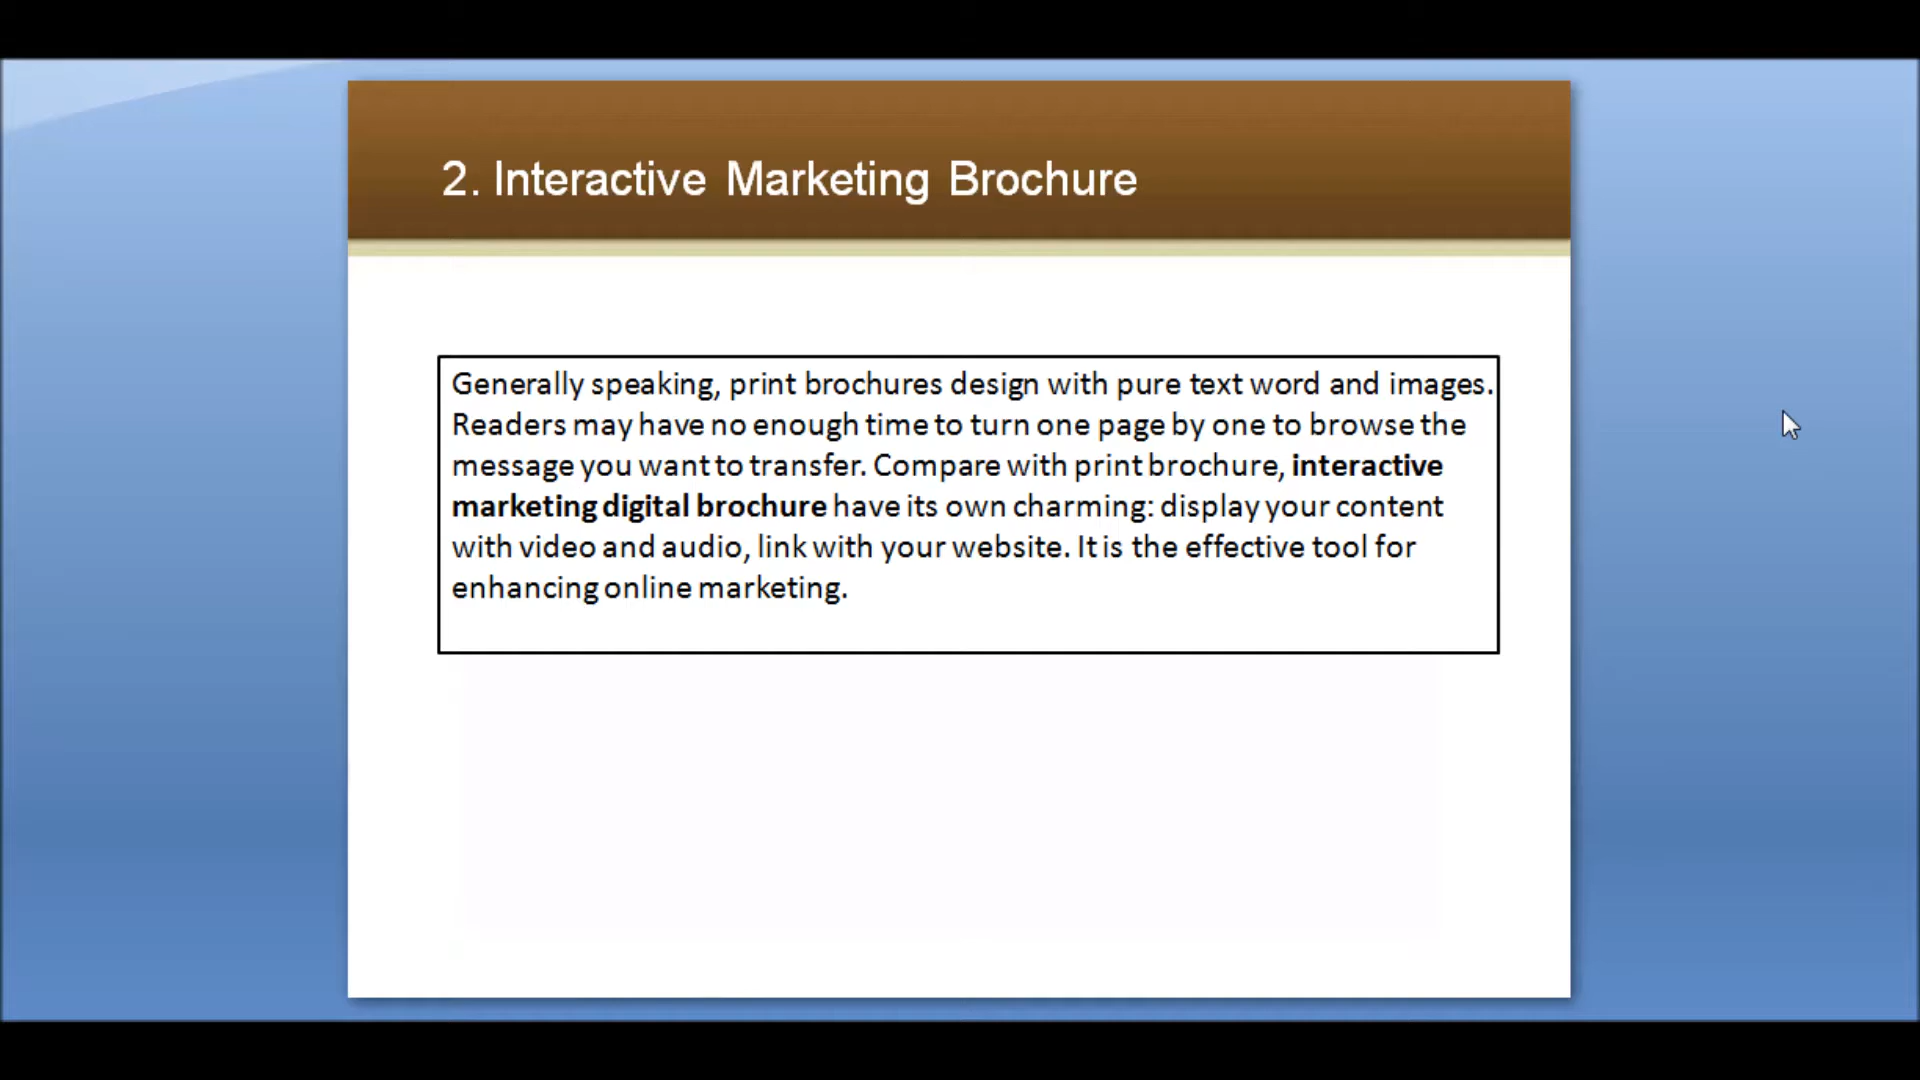 2. Interactive Marketing Brochure
Generally speaking, print brochures design with pure text word and images.
Readers may have no enough time to turn one page by one to browse the
message you want to transfer. Compare with print brochure, interactive
marketing digital brochure have its own charming: display your content
with video and audio, link with your website. It is the effective tool for
enhancing online marketing.